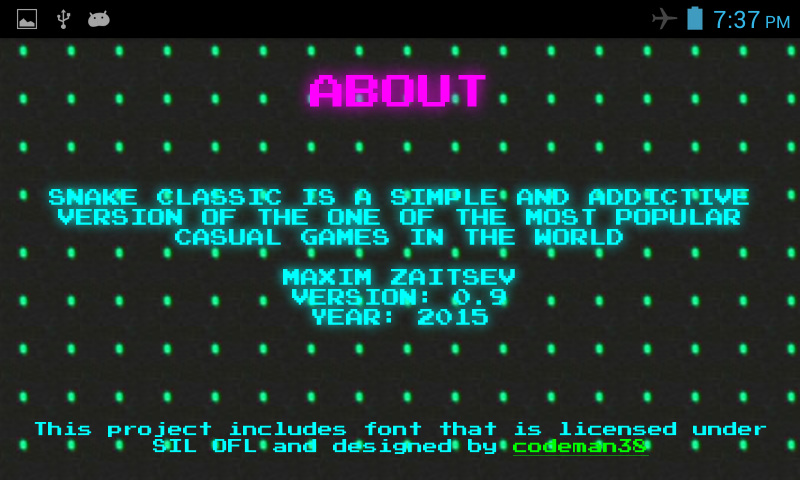 7:37 PM
ABOUT
SNAKE CLASSIC IS A SIMPLE AND ADDICTIVE
VERSION OF THE ONE OF THE MOST POPULAR
CASUAL GAMES IN THE WORLD
MAXIM ZAITSEV
VERSION: 0.9
YEAR: 2015
This project includes font that is licensed under
SIL OFL and designed by codeman38